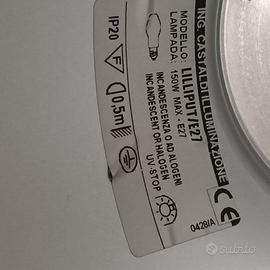 ING. CASTALDI ILLUMINAZIONE
MODELLO: LILLIPUT/E27
LAMPADA: 150W MAX - E27
INCANDESCENZA O AD ALOGENI
INCANDESCENT OR HALOGEN
UV-STOP
IP20
F
0,5m
CE
0428/A
subito